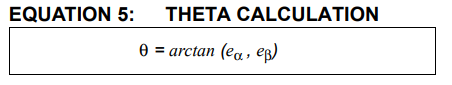 EQUATION 5: THETA CALCULATION
θ = arctan (eα , eβ)